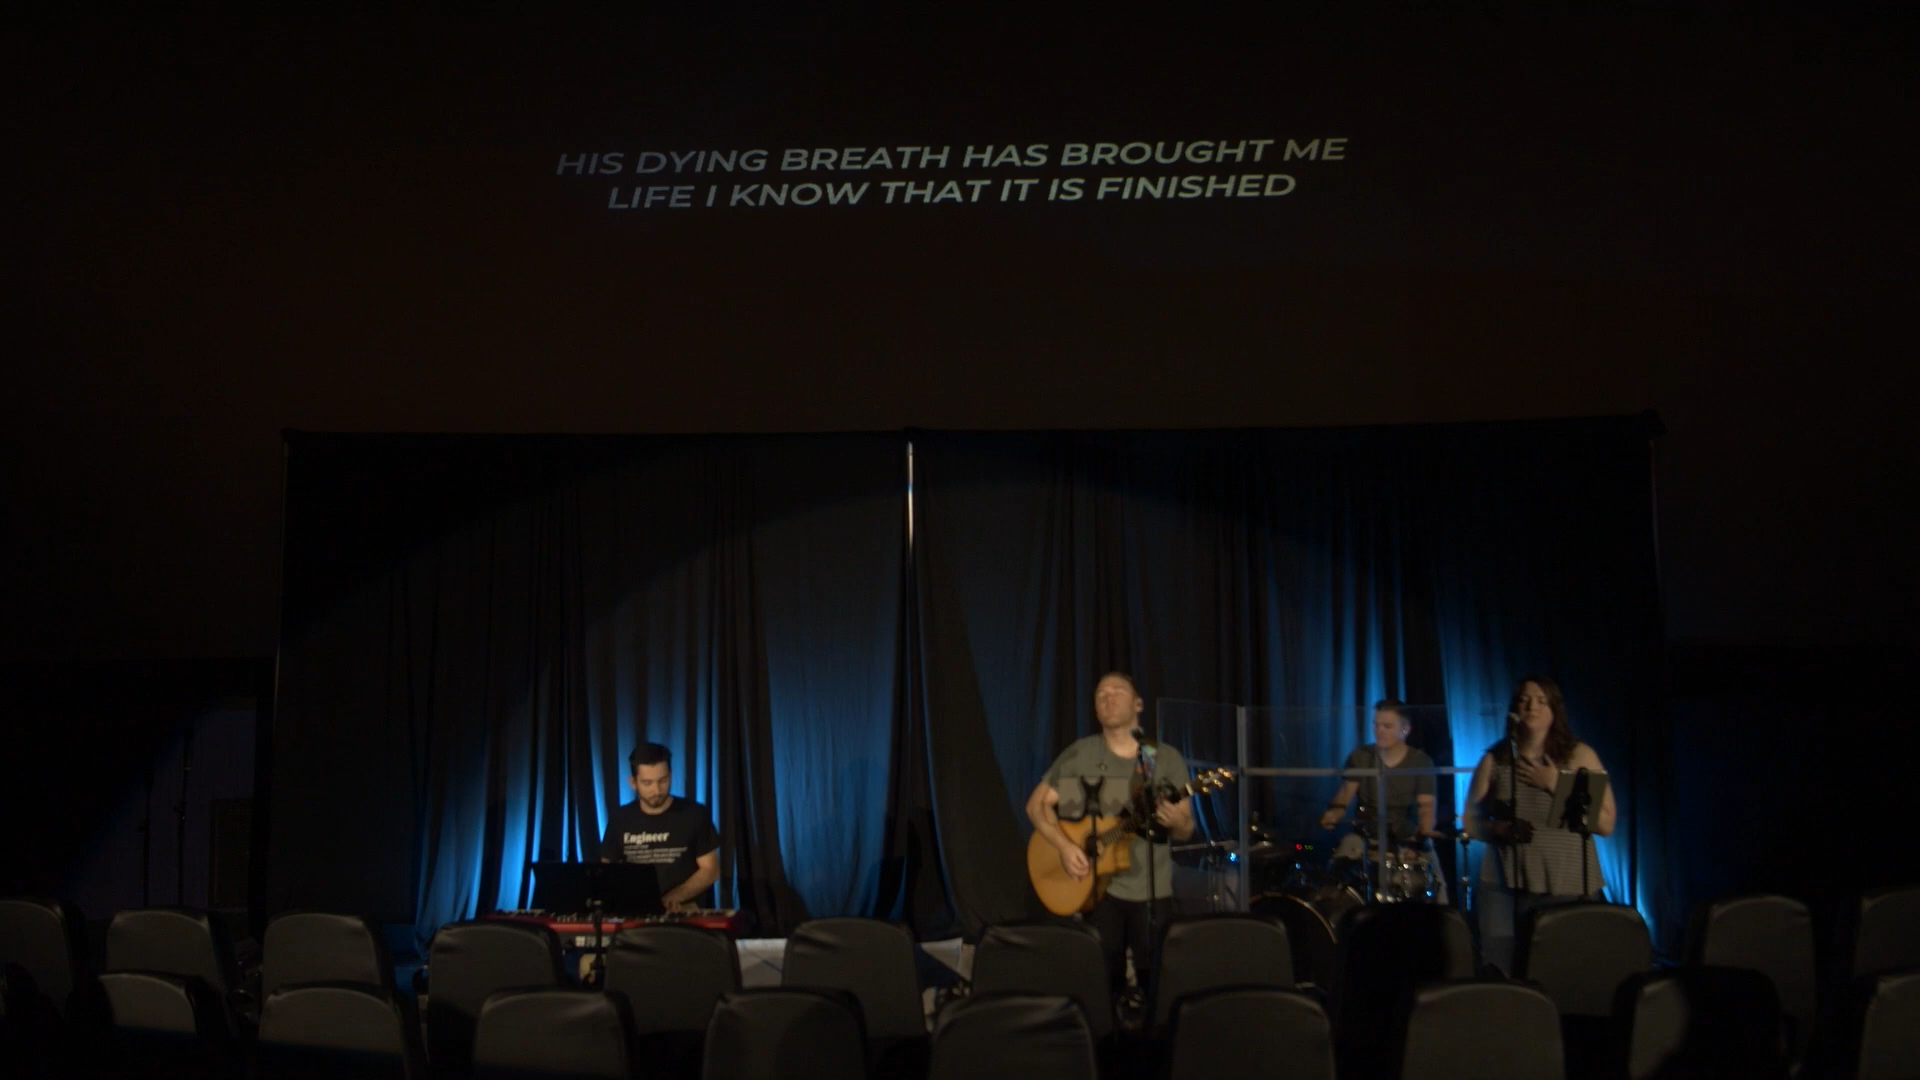 HIS DYING BREATH HAS BROUGHT ME
LIFE I KNOW THAT IT IS FINISHED
Engineer